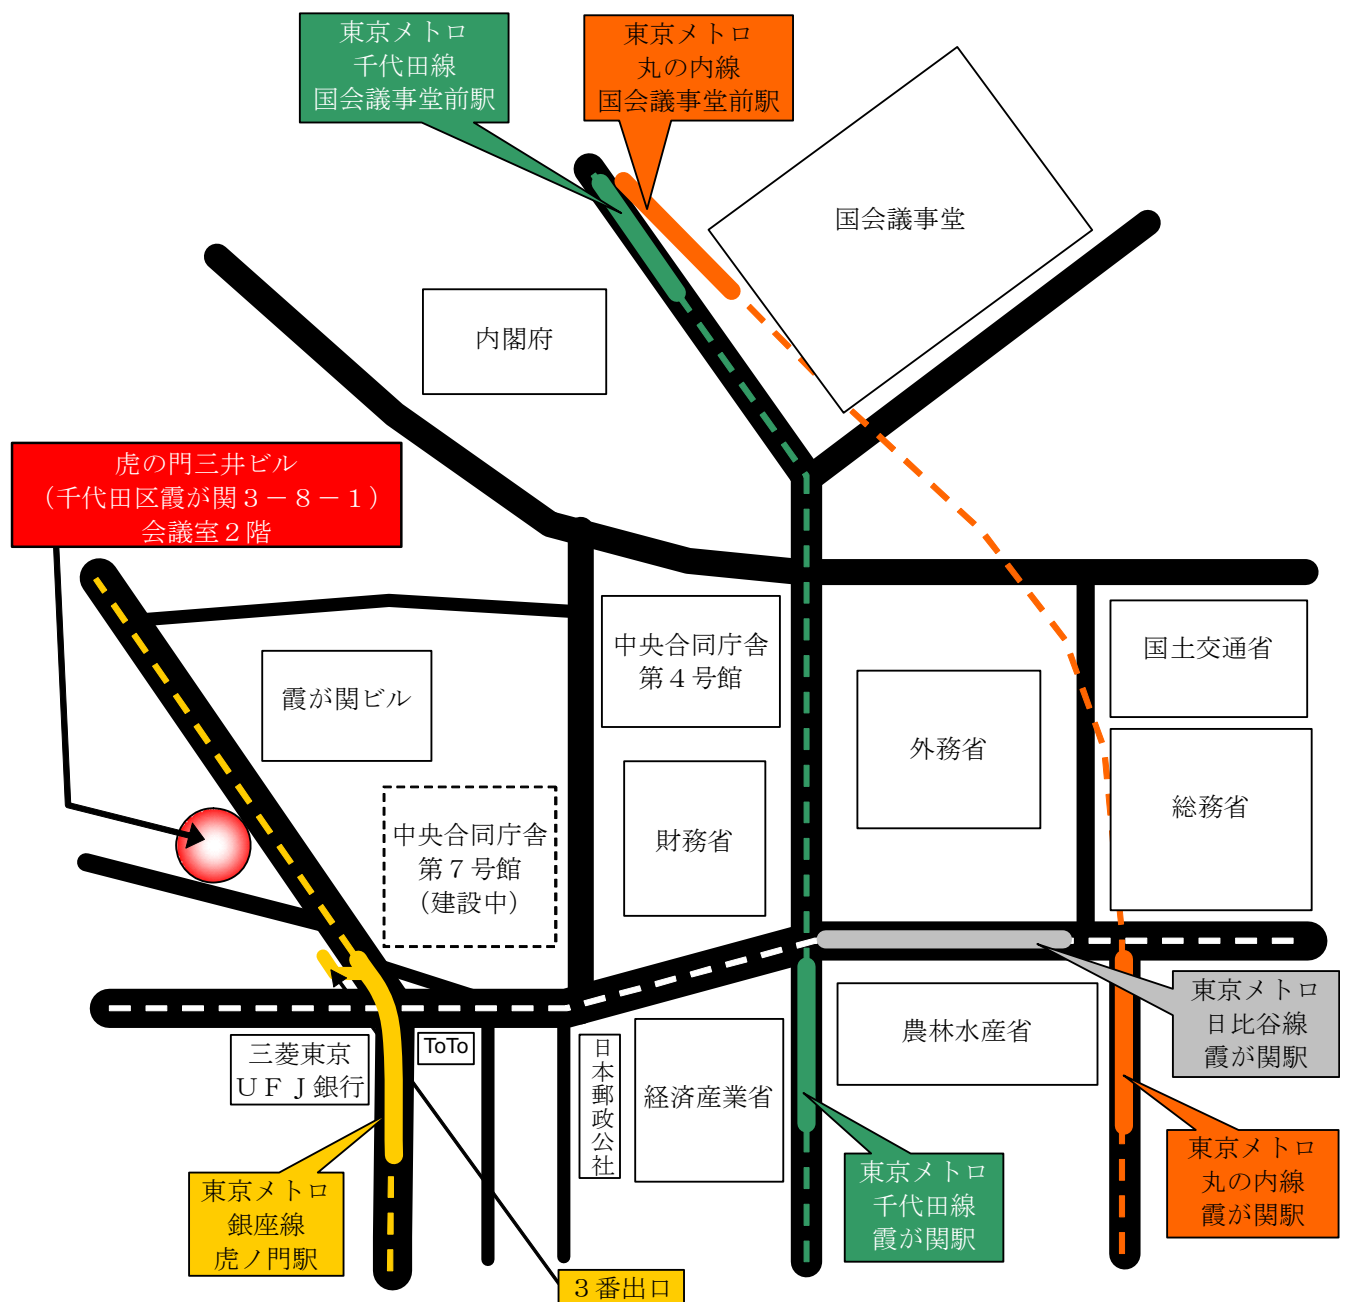 東京メトロ
千代田線
国会議事堂前駅
東京メトロ
丸の内線
国会議事堂前駅
国会議事堂
内閣府
虎の門三井ビル
（千代田区霞が関３－８－１）
会議室２階
中央合同庁舎
第４号館
国土交通省
霞が関ビル
外務省
総務省
財務省
中央合同庁舎
第７号館
（建設中）
東京メトロ
日比谷線
霞が関駅
農林水産省
三菱東京
ＵＦＪ銀行
ToTo
日本郵政公社
経済産業省
東京メトロ
千代田線
霞が関駅
東京メトロ
丸の内線
霞が関駅
東京メトロ
銀座線
虎ノ門駅
３番出口